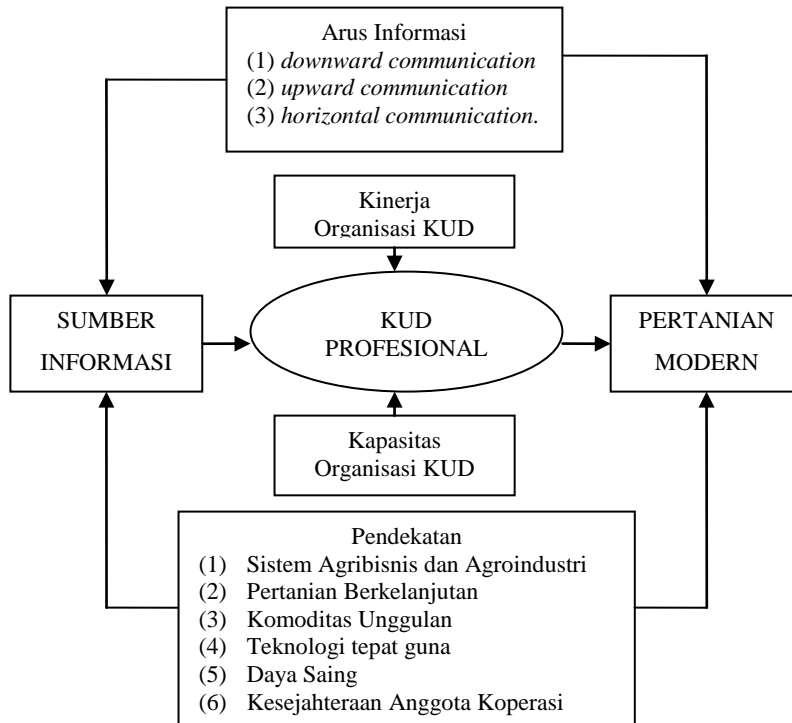 Arus Informasi
(1) downward communication
(2) upward communication
(3) horizontal communication.
Kinerja
Organisasi KUD
SUMBER
INFORMASI
KUD
PROFESIONAL
PERTANIAN
MODERN
Kapasitas
Organisasi KUD
Pendekatan
(1) Sistem Agribisnis dan Agroindustri
(2) Pertanian Berkelanjutan
(3) Komoditas Unggulan
(4) Teknologi tepat guna
(5) Daya Saing
(6) Kesejahteraan Anggota Koperasi